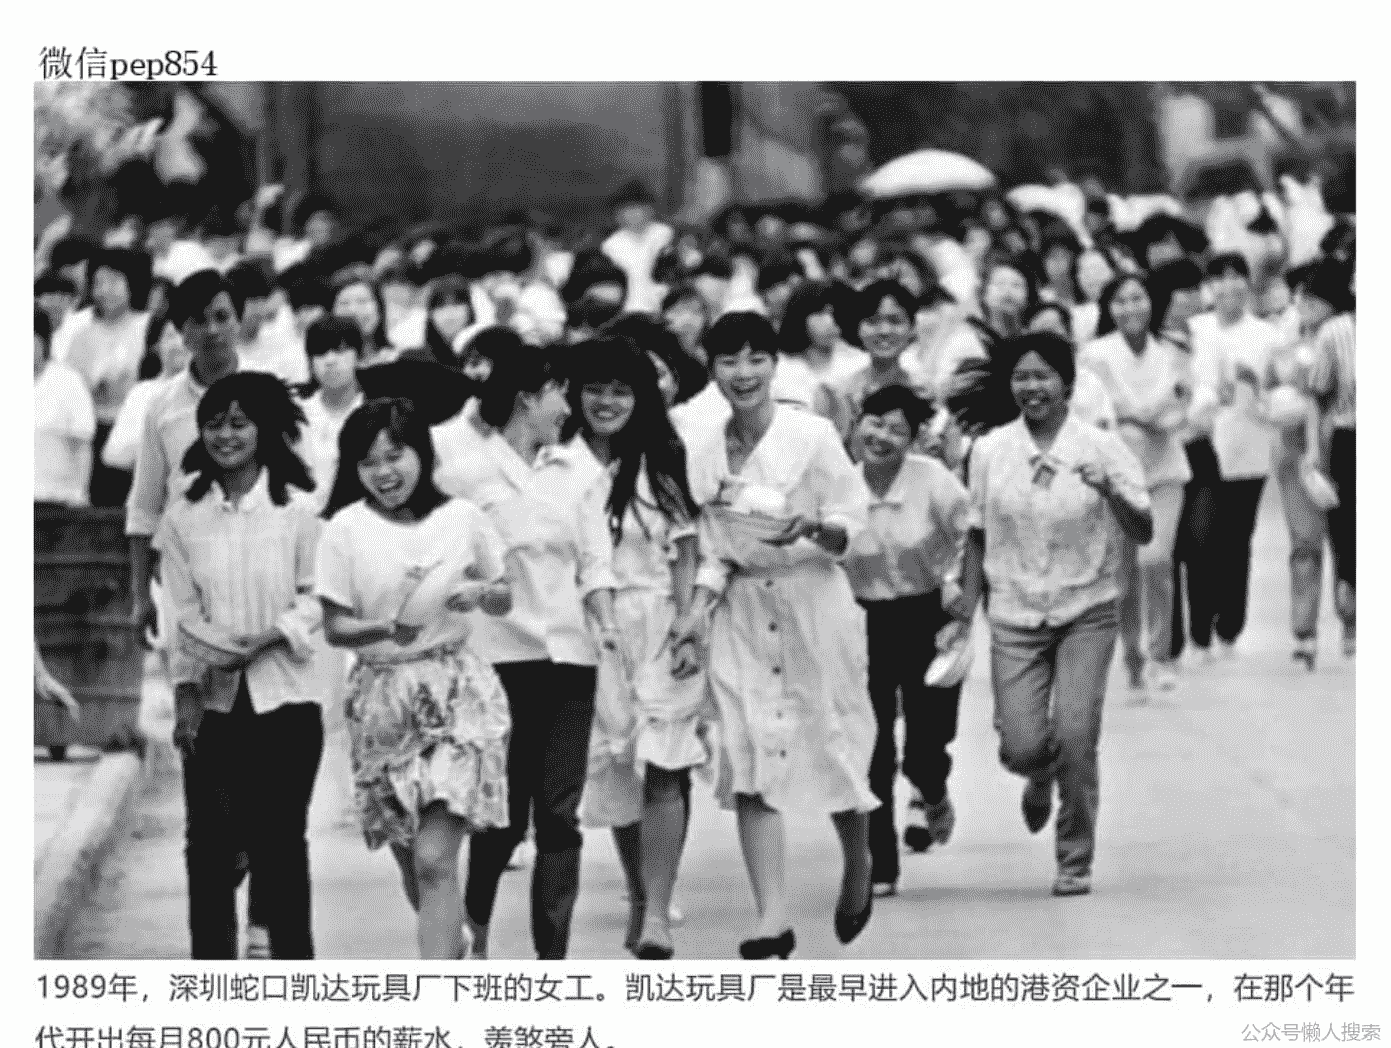 微信pep854
1989年，深圳蛇口凯达玩具厂下班的女工。凯达玩具厂是最早进入内地的港资企业之一，在那个年
代开出每月800元人民币的薪水，羡煞旁人。
公众号懒人搜索